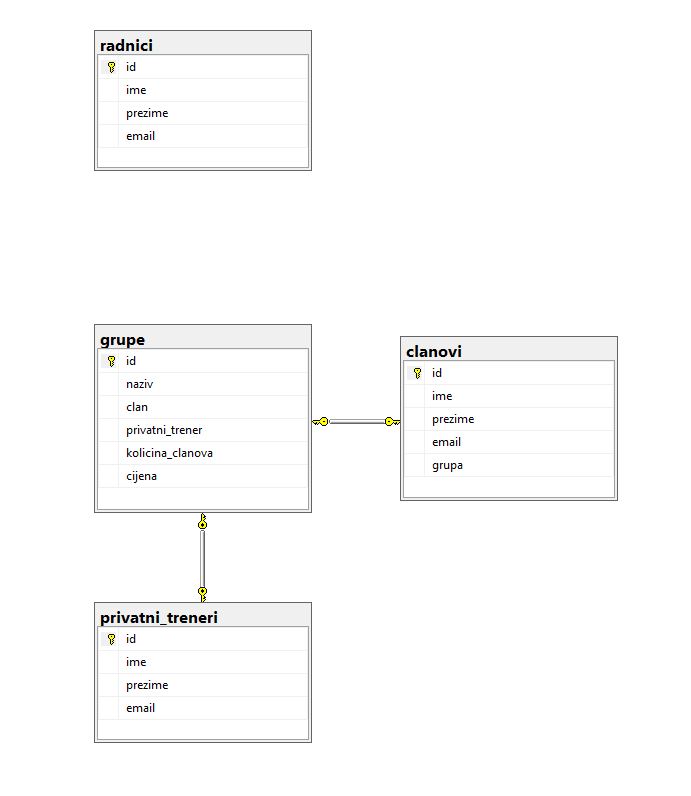 radnici
id
ime
prezime
email
grupe
id
naziv
clan
privatni_trener
kolicina_clanova
cijena
clanovi
id
ime
prezime
email
grupa
privatni_treneri
id
ime
prezime
email